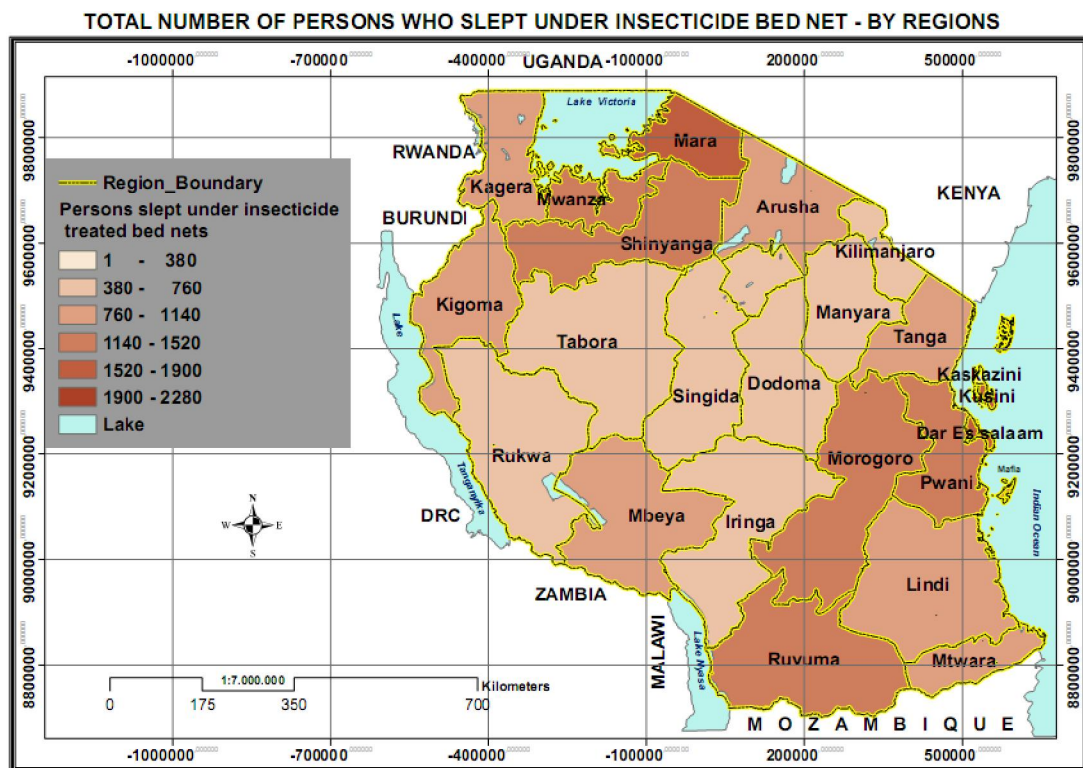 TOTAL NUMBER OF PERSONS WHO SLEPT UNDER INSECTICIDE BED NET - BY REGIONS
-1000000 -700000 -400000 -100000 200000 500000
UGANDA
Lake Victoria
9800000
9800000
Mara
RWANDA
Region_Boundary
Kagera
KENYA
Mwanza
Arusha
Persons slept under insecticide
treated bed nets
BURUNDI
Shinyanga
9600000
9600000
Kilimanjaro
1 - 380
380 - 760
760 - 1140
1140 - 1520
1520 - 1900
1900 - 2280
Lake
Kigoma
Manyara
Lake
Tabora
Tanga
9400000
9400000
Kaskazini
Dodoma
Singida
Kusini
Dar Es salaam
Rukwa
Morogoro
9200000
9200000
Tanganyika
Pwani
Mafia
N
W E
S
DRC
Mbeya
Iringa
Indian Ocean
9000000
9000000
ZAMBIA
Lindi
MALAWI
Lake Nyasa
Ruvuma
Mtwara
8800000
8800000
1:7.000.000
Kilometers
0 175 350 700
MOZAMBIQUE
-1000000 -700000 -400000 -100000 200000 500000